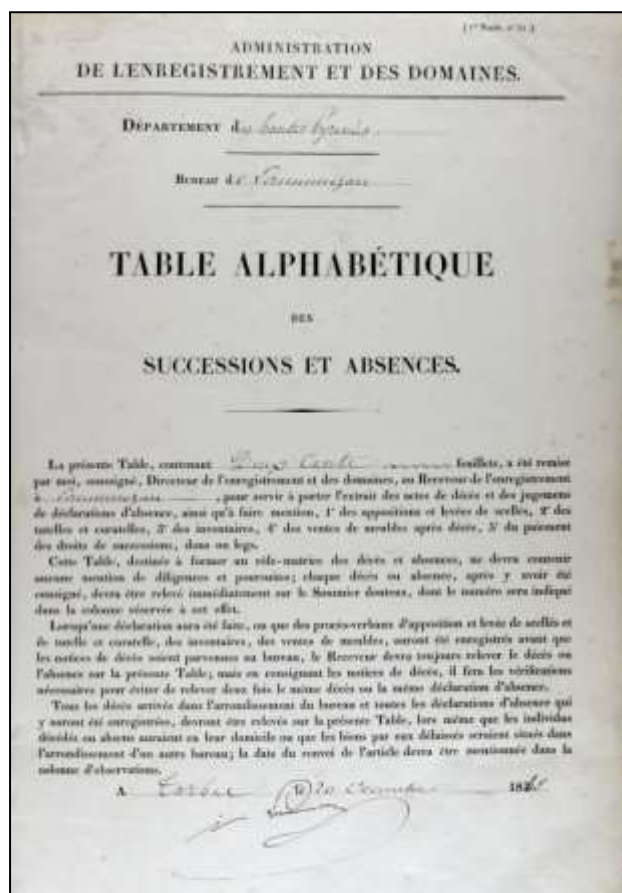 ADMINISTRATION
DE L'ENREGISTREMENT ET DES DOMAINES.
DÉPARTEMENT des hautes Pyrénées
BUREAU de Lannemezan
TABLE ALPHABÉTIQUE
DES
SUCCESSIONS ET ABSENCES.
La présente Table, contenant Deux Cents feuillets, a été remise
par moi, soussigné, Directeur de l'enregistrement et des domaines, au Receveur de l'enregistrement
à Lannemezan, pour servir à porter l'extrait des actes de décès et des jugemens
de déclarations d'absence, ainsi qu'à faire mention, 1° des appositions et levées de scellés, 2° des
tutelles et curatelles, 3° des inventaires, 4° des ventes de meubles après décès, 5° du paiement
des droits de successions, dons ou legs.
Cette Table, destinée à former un rôle-matrice des décès et absences, ne devra contenir
aucune mention de diligences et poursuites; chaque décès ou absence, après y avoir été
consigné, devra être relevé immédiatement sur le Sommier douteux, dont le numéro sera indiqué
dans la colonne réservée à cet effet.
Lorsqu'une déclaration aura été faite, ou que des procès-verbaux d'apposition et levée de scellés et
de tutelle et curatelle, des inventaires, des ventes de meubles, auront été enregistrés avant que
les notices de décès soient parvenues au bureau, le Receveur devra toujours relever le décès ou
l'absence sur la présente Table; mais en consignant les notices de décès, il fera les vérifications
nécessaires pour éviter de relever deux fois le même décès ou la même déclaration d'absence.
Tous les décès arrivés dans l'arrondissement du bureau et toutes les déclarations d'absence qui
y auront été enregistrées, devront être relevés sur la présente Table, lors même que les individus
décédés ou absens auraient eu leur domicile ou que les biens par eux délaissés seraient situés dans
l'arrondissement d'un autre bureau; la date du renvoi de l'article devra être mentionnée dans la
colonne d'observations.
A Tarbes le 20